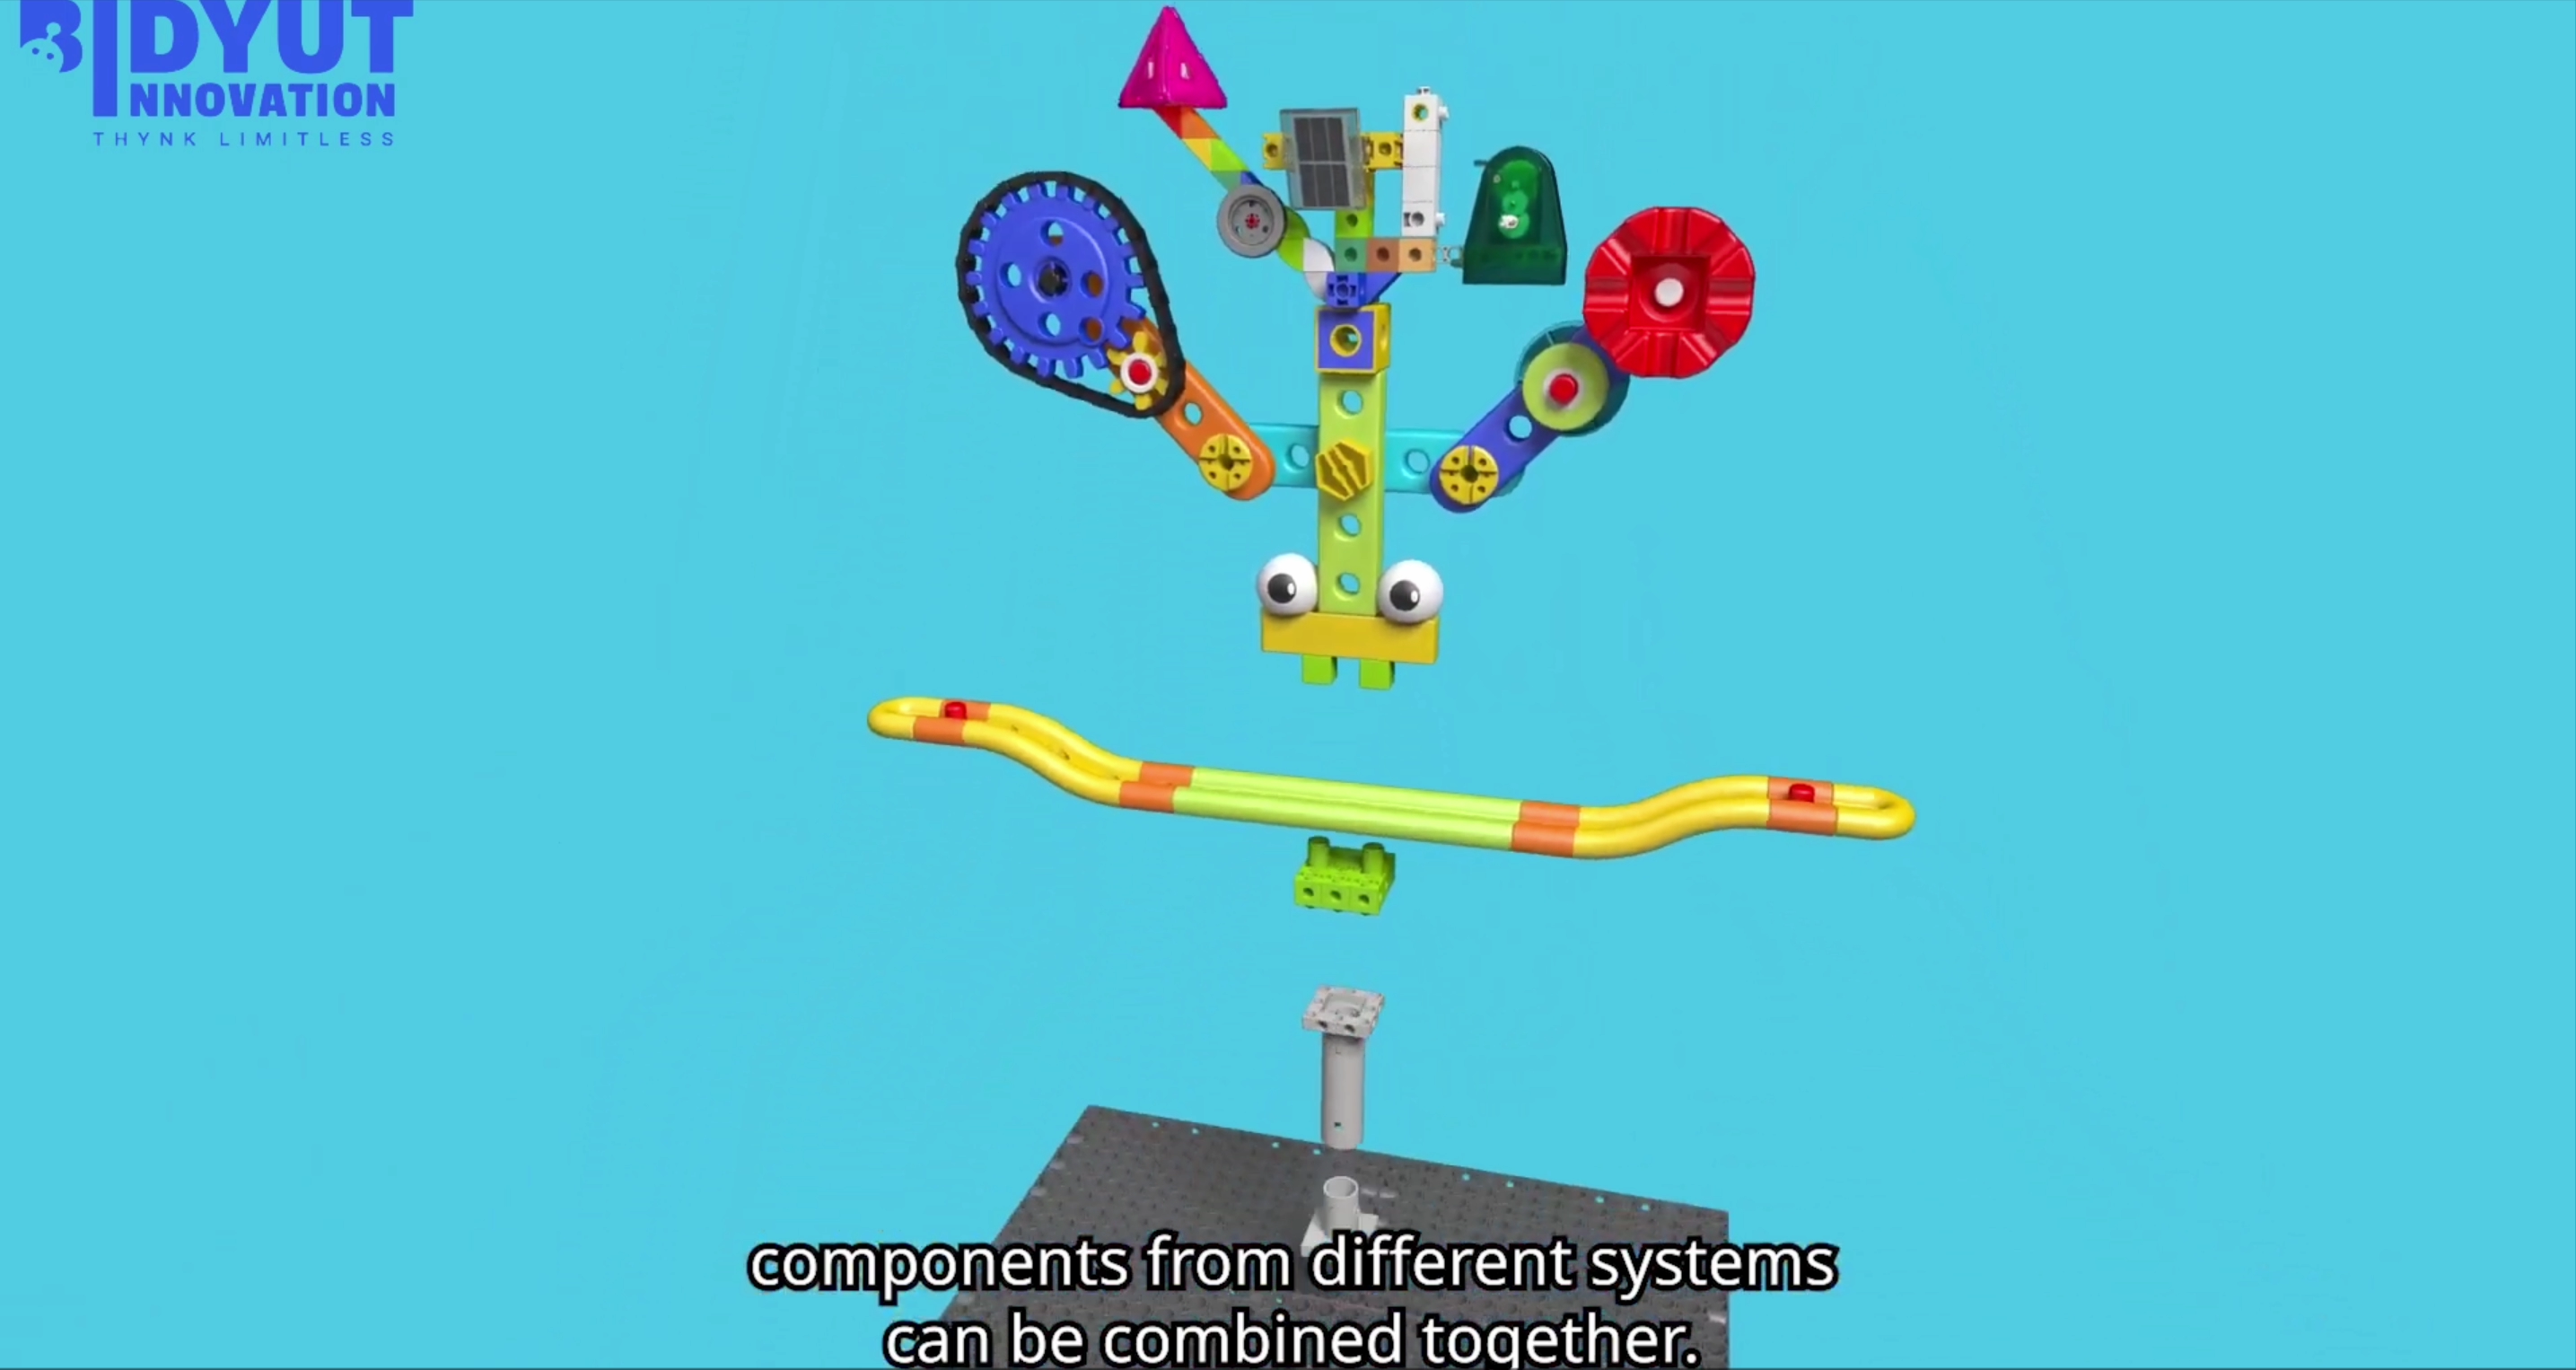 BIDYUT
INNOVATION
THYNK LIMITLESS
components from different systems
can be combined together.